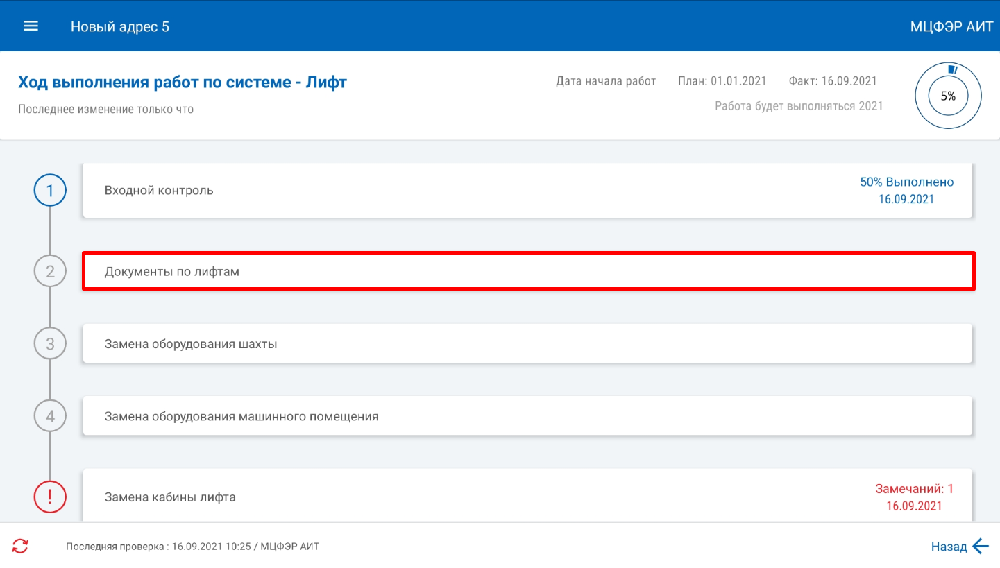 Новый адрес 5
МЦФЭР АИТ
Ход выполнения работ по системе - Лифт
Последнее изменение только что
Дата начала работ План: 01.01.2021 Факт: 16.09.2021
Работа будет выполняться 2021
5%
1
Входной контроль
50% Выполнено
16.09.2021
2
Документы по лифтам
3
Замена оборудования шахты
4
Замена оборудования машинного помещения
!
Замена кабины лифта
Замечаний: 1
16.09.2021
Последняя проверка : 16.09.2021 10:25 / МЦФЭР АИТ
Назад